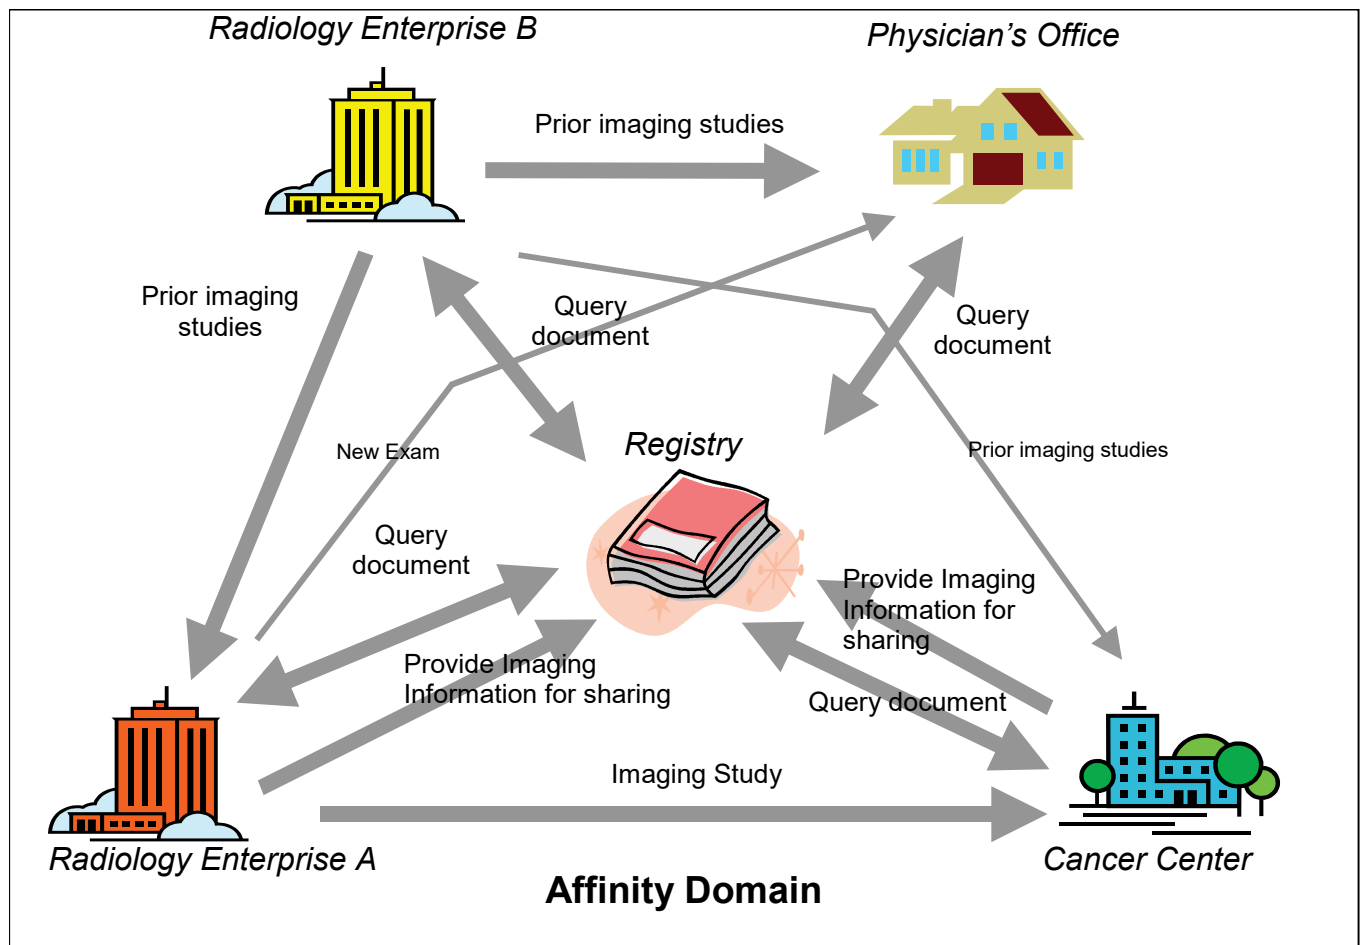 Radiology Enterprise B
Physician’s Office
Prior imaging studies
Prior imaging
studies
Query
document
Query
document
New Exam
Registry
Prior imaging studies
Query
document
Provide Imaging
Information for
sharing
Provide Imaging
Information for sharing
Query document
Imaging Study
Radiology Enterprise A
Cancer Center
Affinity Domain